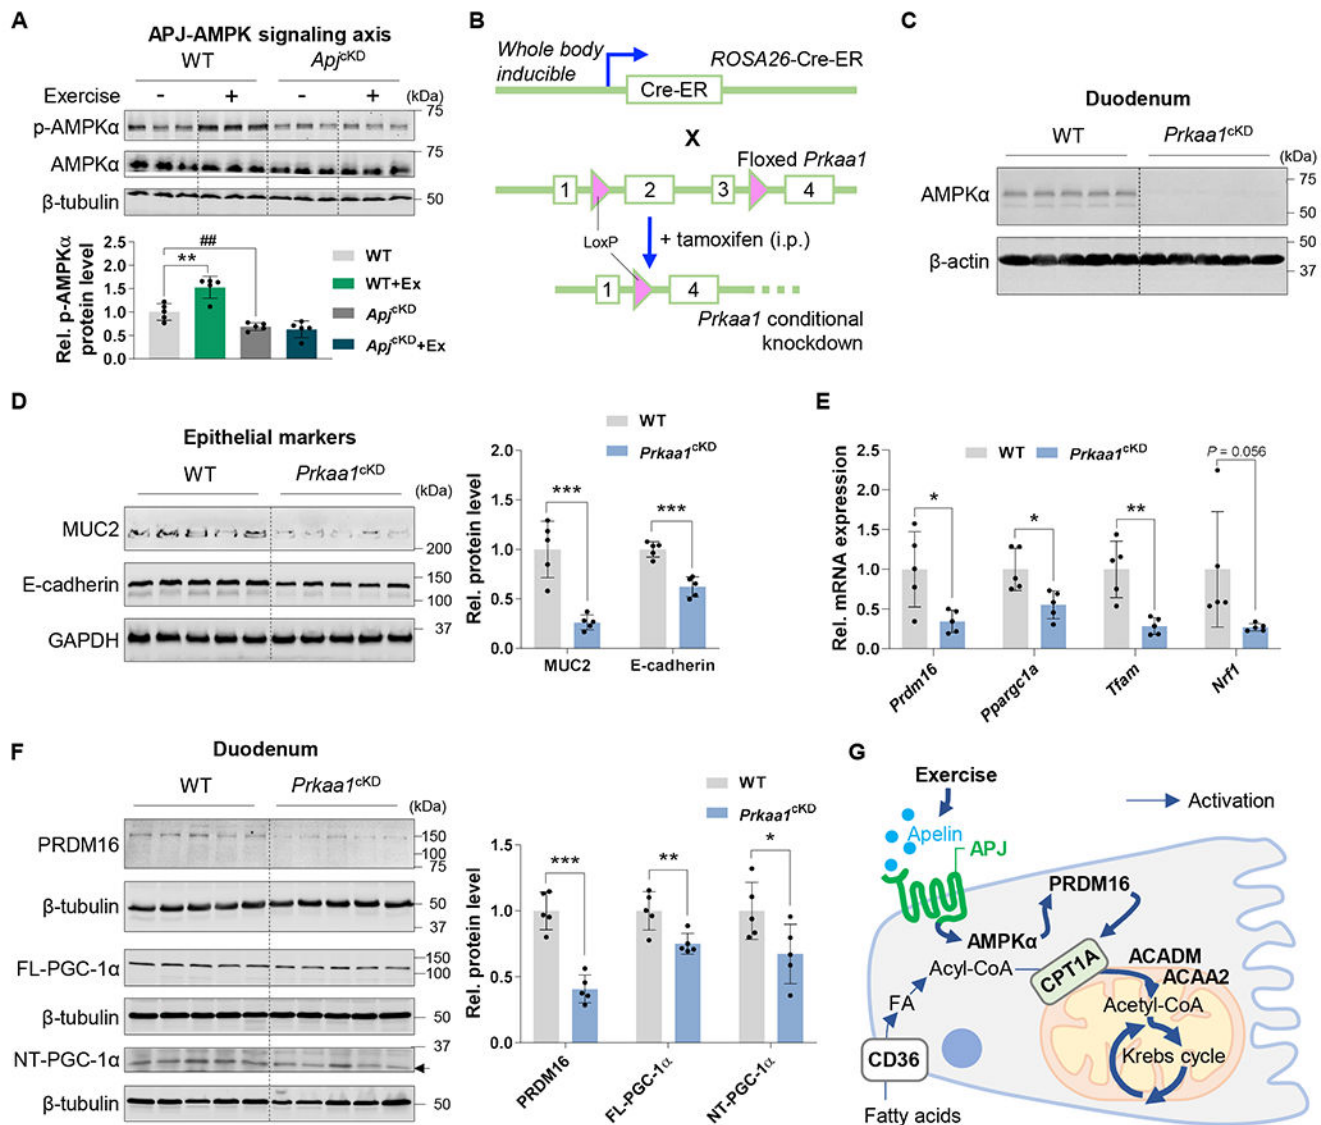 A
APJ-AMPK signaling axis
WT
Apj^cKD
Exercise - + - + (kDa)
p-AMPKα
75
AMPKα
75
β-tubulin
50
Rel. p-AMPKα
protein level
2.5
2.0
1.5
1.0
0.5
0.0
##
**
WT
WT+Ex
Apj^cKD
Apj^cKD+Ex
B
Whole body
inducible
ROSA26-Cre-ER
Cre-ER
X
Floxed Prkaa1
1 2 3 4
LoxP
+ tamoxifen (i.p.)
1 4
Prkaa1 conditional
knockdown
C
Duodenum
WT
Prkaa1^cKD
(kDa)
AMPKα
75
50
β-actin
50
37
D
Epithelial markers
WT
Prkaa1^cKD
(kDa)
MUC2
200
E-cadherin
150
100
GAPDH
37
WT
Prkaa1^cKD
Rel. protein level
2.0
1.5
1.0
0.5
0.0
***
***
MUC2
E-cadherin
E
Rel. mRNA expression
2.5
2.0
1.5
1.0
0.5
0.0
WT
Prkaa1^cKD
P = 0.056
*
*
**
Prdm16
Ppargc1a
Tfam
Nrf1
F
Duodenum
WT
Prkaa1^cKD
(kDa)
PRDM16
150
100
75
β-tubulin
50
37
FL-PGC-1α
150
100
β-tubulin
50
NT-PGC-1α
37
β-tubulin
50
WT
Prkaa1^cKD
Rel. protein level
1.5
1.0
0.5
0.0
***
**
*
PRDM16
FL-PGC-1α
NT-PGC-1α
G
Exercise
Activation
Apelin
APJ
PRDM16
AMPKα
Acyl-CoA
CPT1A
ACADM
ACAA2
FA
Acetyl-CoA
Krebs cycle
CD36
Fatty acids